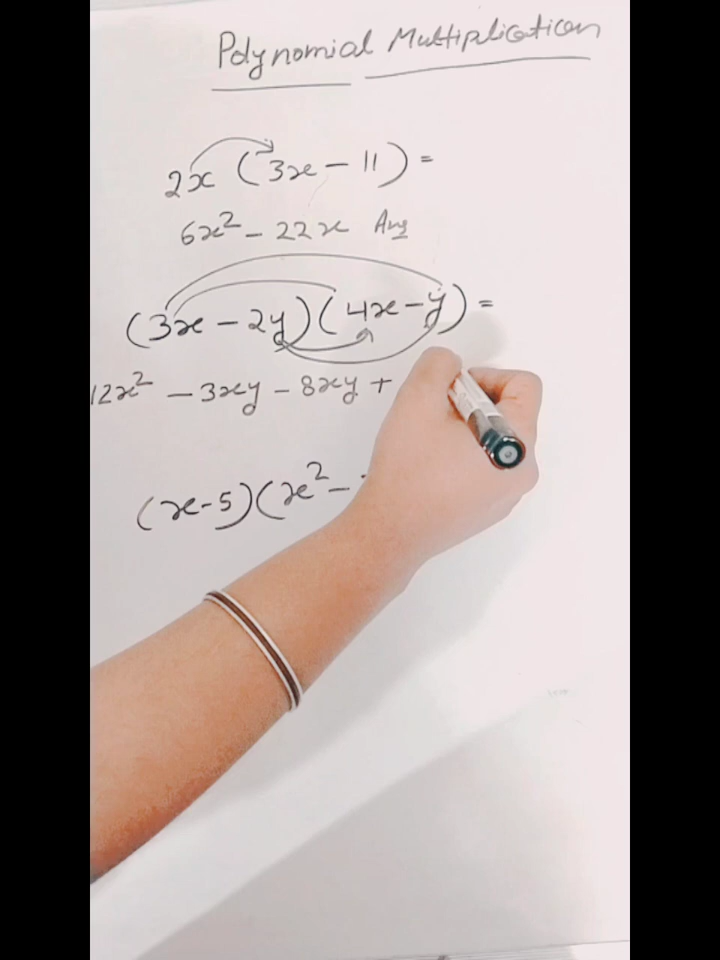 Polynomial Multiplication
2x (3x - 11) =
6x² - 22x Ans
(3x - 2y)(4x - y) =
12x² - 3xy - 8xy +
(x-5)(x² -